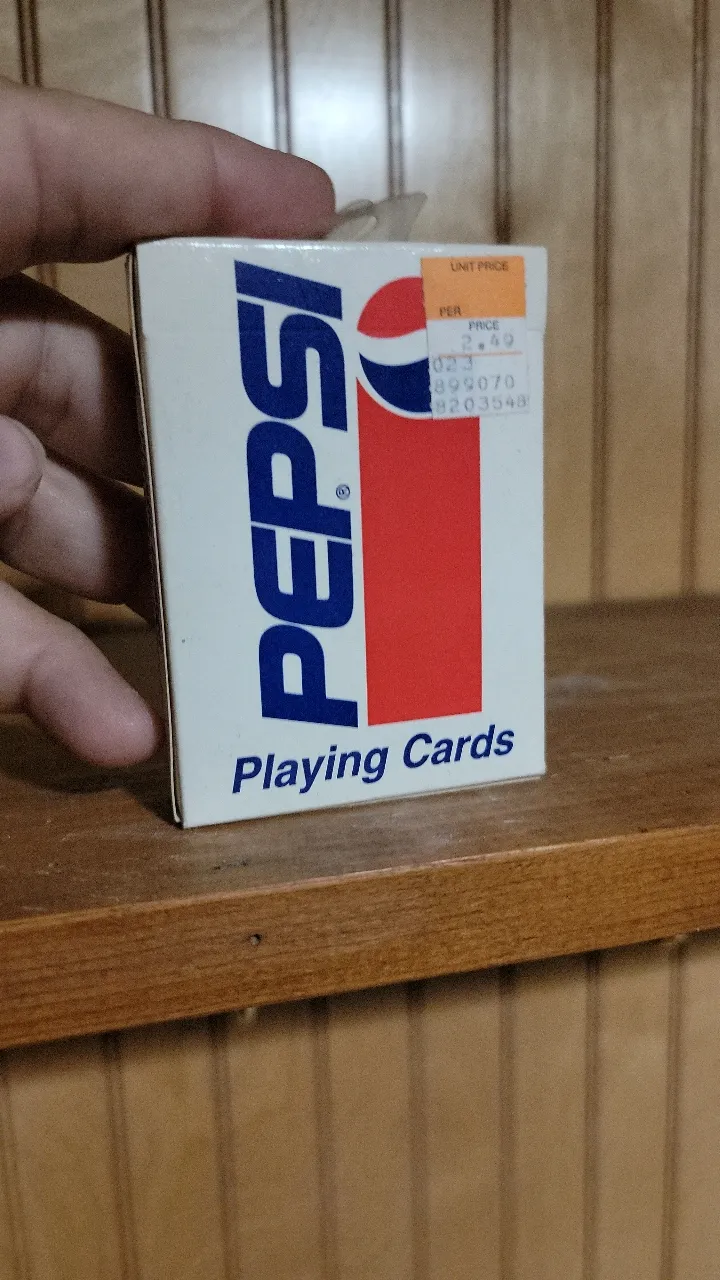 PEPSI
®
UNIT PRICE
PER
PRICE
2.49
023
899070
8203548
Playing Cards